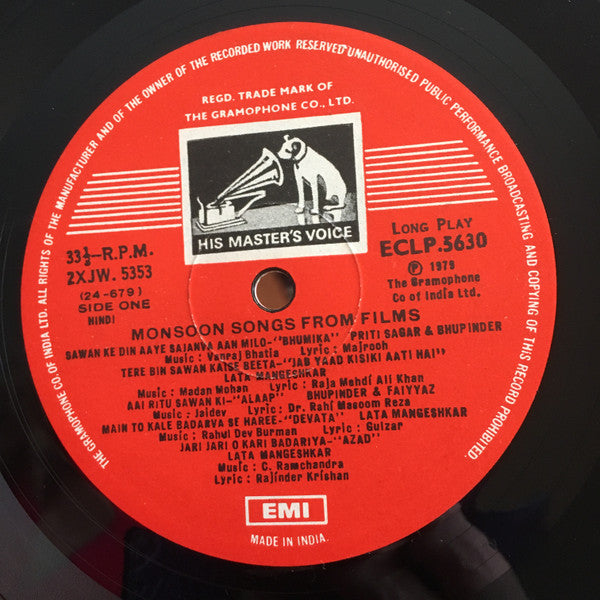 THE GRAMOPHONE CO OF INDIA LTD. ALL RIGHTS OF THE MANUFACTURER AND OF THE OWNER OF THE RECORDED WORK RESERVED UNAUTHORISED PUBLIC PERFORMANCE BROADCASTING AND COPYING OF THIS RECORD PROHIBITED.
REGD. TRADE MARK OF
THE GRAMOPHONE CO., LTD.
HIS MASTER'S VOICE
33⅓-R.P.M.
2XJW. 5353
(24-679)
SIDE ONE
HINDI
LONG PLAY
ECLP.5630
Ⓟ 1979
The Gramophone
Co of India Ltd.
MONSOON SONGS FROM FILMS
SAWAN KE DIN AAYE SAJANVA AAN MILO-"BHUMIKA" PRITI SAGAR & BHUPINDER
Music : Vanraj Bhatia Lyric : Majrooh
TERE BIN SAWAN KAISE BEETA-"JAB YAAD KISIKI AATI HAI"
LATA MANGESHKAR
Music : Madan Mohan Lyric : Raja Mehdi Ali Khan
AAI RITU SAWAN KI-"ALAAP" BHUPINDER & FAIYYAZ
Music : Jaidev Lyric : Dr. Rahi Masoom Reza
MAIN TO KALE BADARVA SE HAREE-"DEVATA" LATA MANGESHKAR
Music : Rahul Dev Burman Lyric : Gulzar
JARI JARI O KARI BADARIYA-"AZAD"
LATA MANGESHKAR
Music : C. Ramchandra
Lyric : Rajinder Krishan
EMI
MADE IN INDIA.